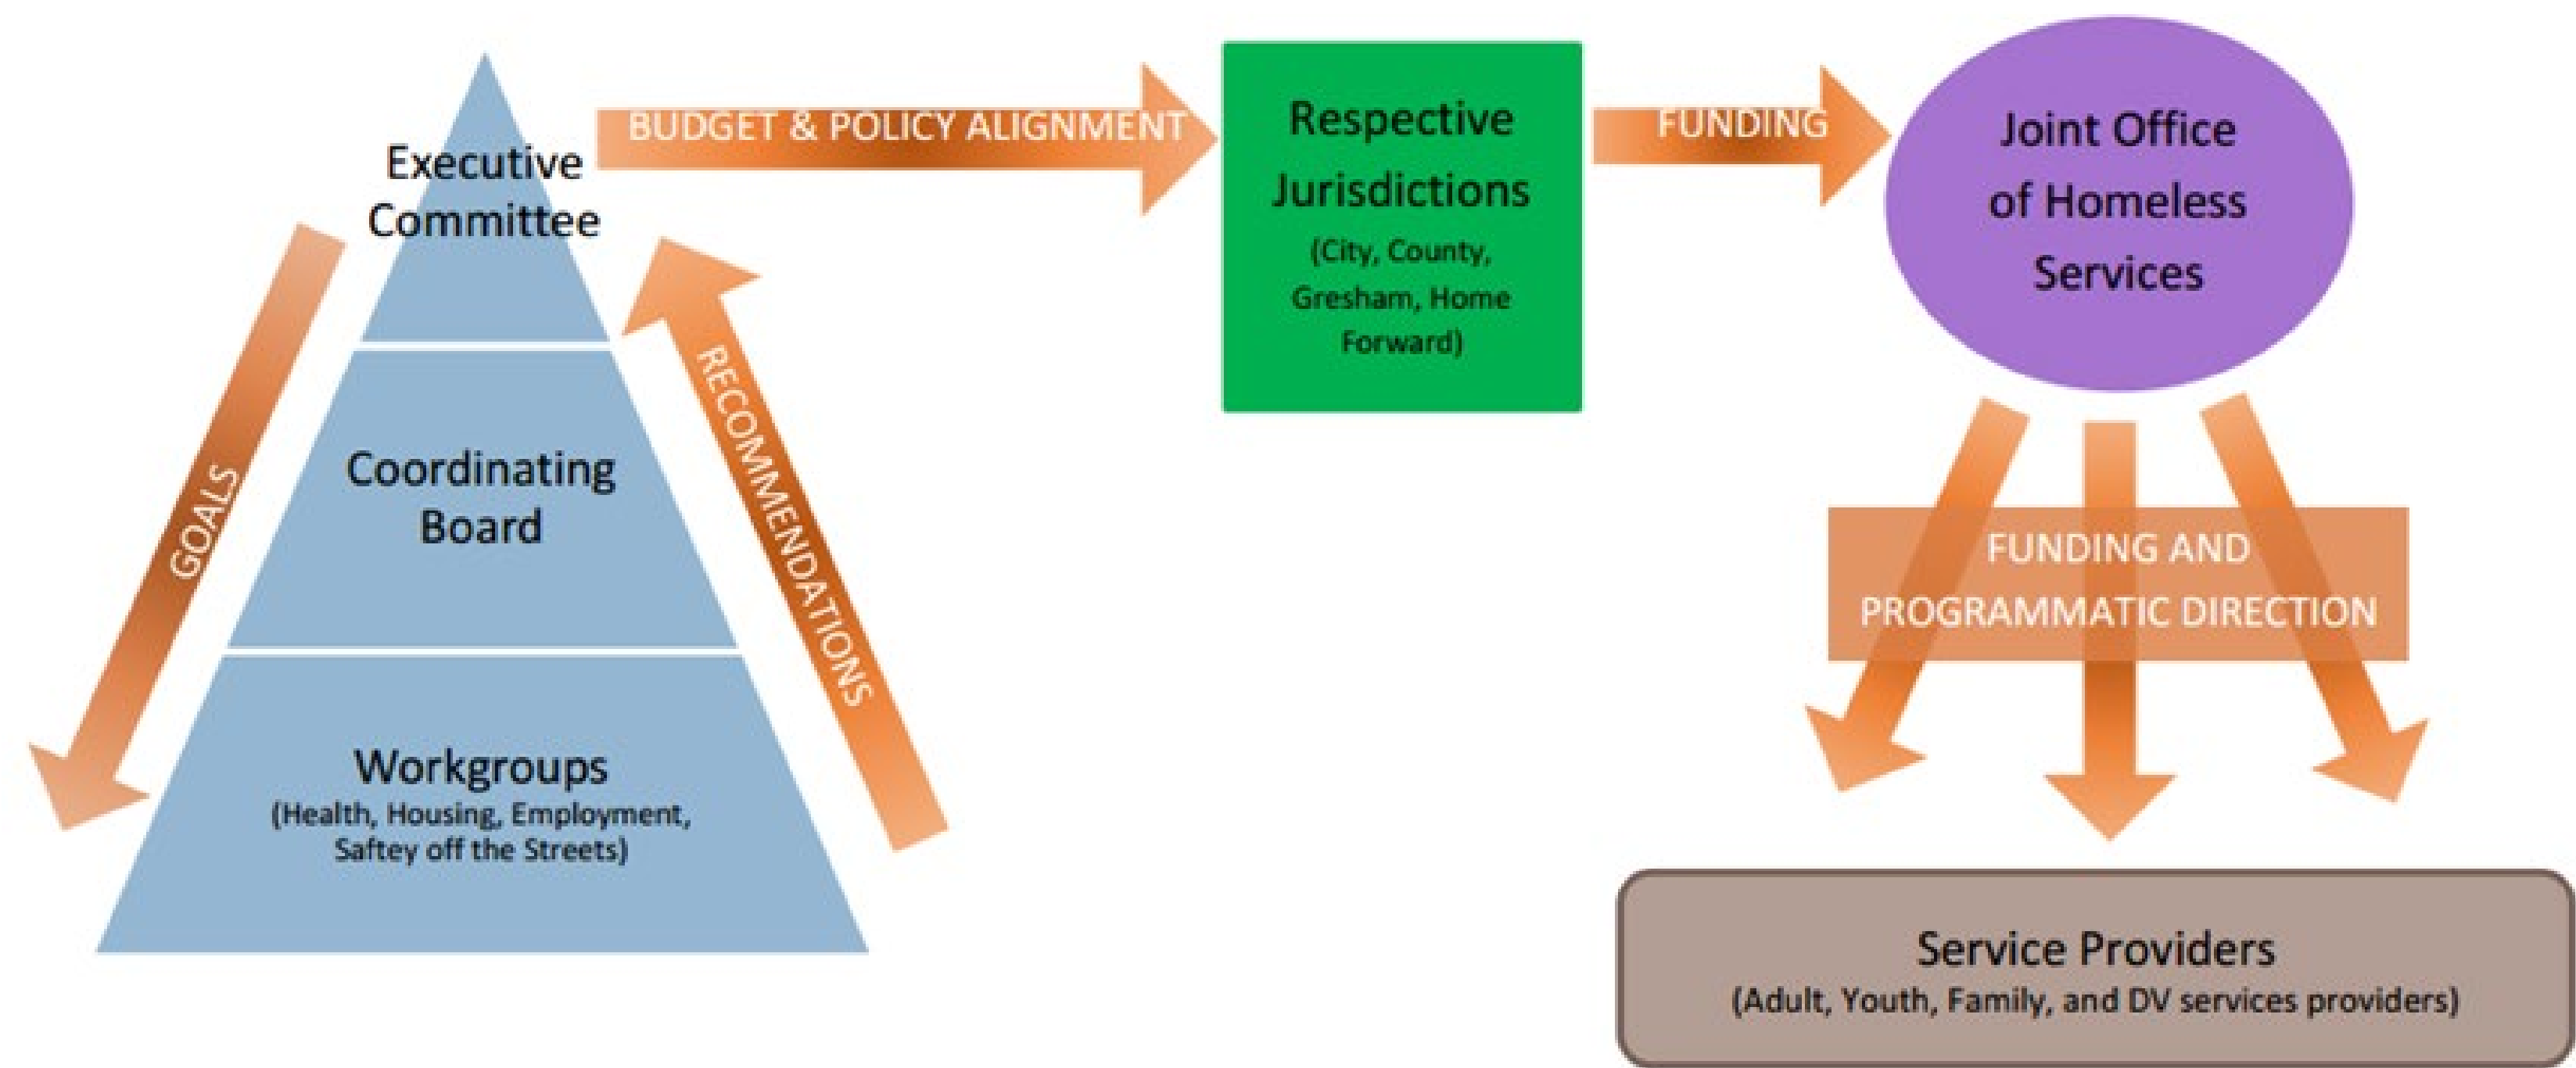 Executive
Committee
BUDGET & POLICY ALIGNMENT
Respective
Jurisdictions
(City, County,
Gresham, Home
Forward)
FUNDING
Joint Office
of Homeless
Services
GOALS
Coordinating
Board
RECOMMENDATIONS
Workgroups
(Health, Housing, Employment,
Saftey off the Streets)
FUNDING AND
PROGRAMMATIC DIRECTION
Service Providers
(Adult, Youth, Family, and DV services providers)